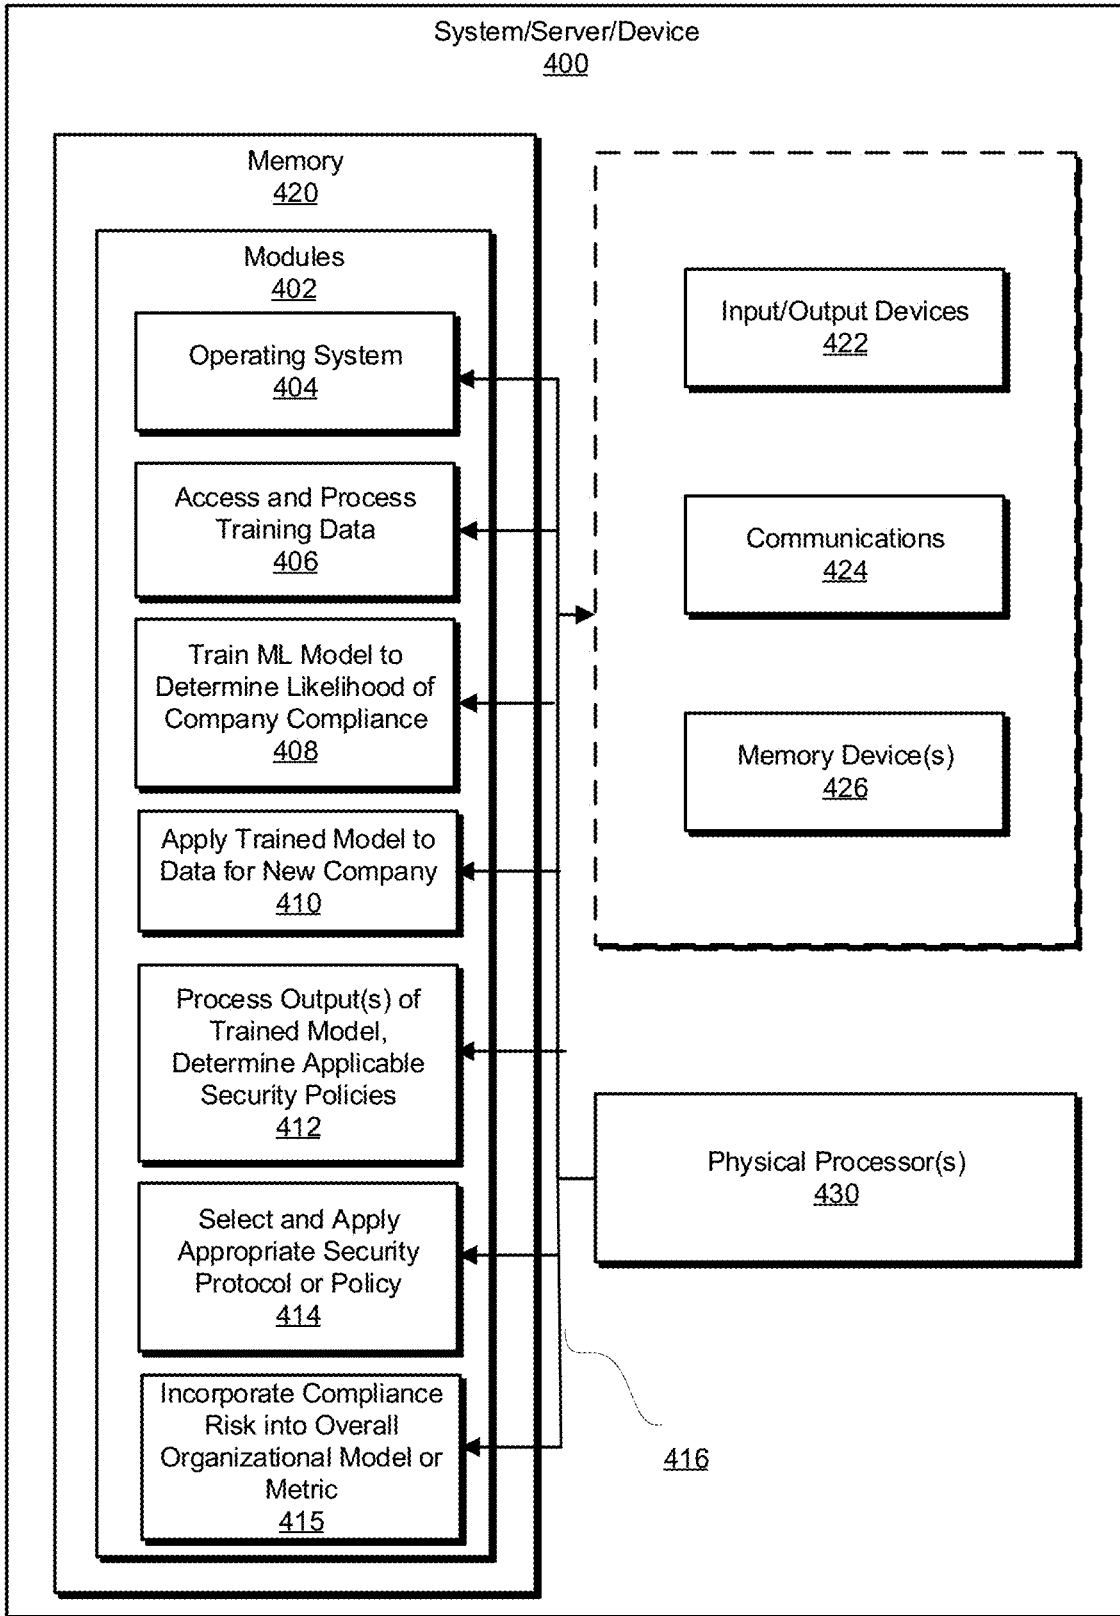 System/Server/Device
400
Memory
420
Modules
402
Operating System
404
Access and Process
Training Data
406
Train ML Model to
Determine Likelihood of
Company Compliance
408
Apply Trained Model to
Data for New Company
410
Process Output(s) of
Trained Model,
Determine Applicable
Security Policies
412
Select and Apply
Appropriate Security
Protocol or Policy
414
Incorporate Compliance
Risk into Overall
Organizational Model or
Metric
415
Input/Output Devices
422
Communications
424
Memory Device(s)
426
Physical Processor(s)
430
416